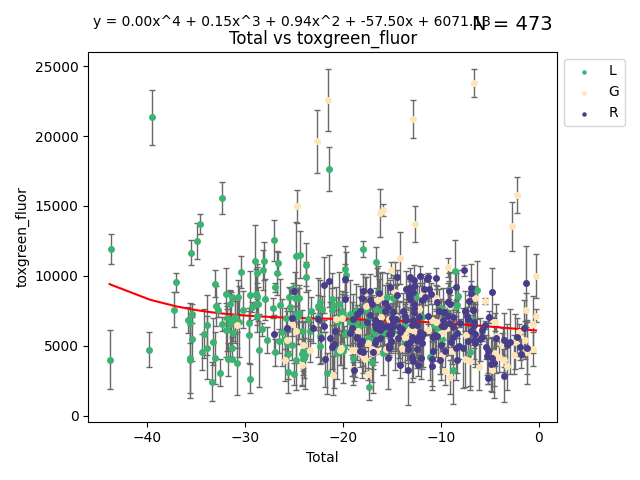 y = 0.00x^4 + 0.15x^3 + 0.94x^2 + -57.50x + 6071.
N = 473
Total vs toxgreen_fluor
25000
20000
15000
10000
5000
0
toxgreen_fluor
−40
−30
−20
−10
0
Total
L
G
R